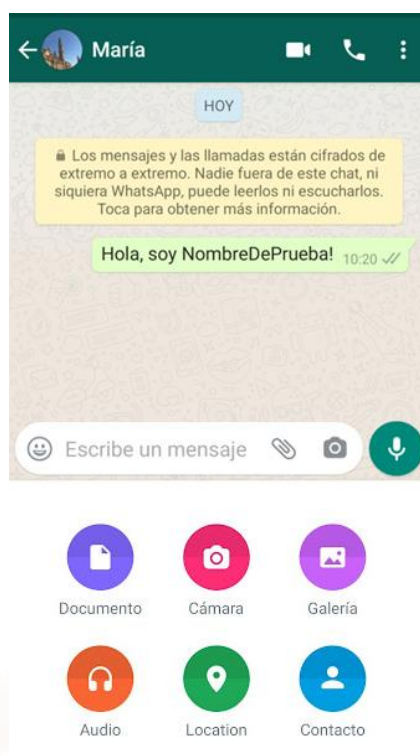 María
HOY
Los mensajes y las llamadas están cifrados de
extremo a extremo. Nadie fuera de este chat, ni
siquiera WhatsApp, puede leerlos ni escucharlos.
Toca para obtener más información.
Hola, soy NombreDePrueba! 10:20
Escribe un mensaje
Documento Cámara Galería
Audio Location Contacto